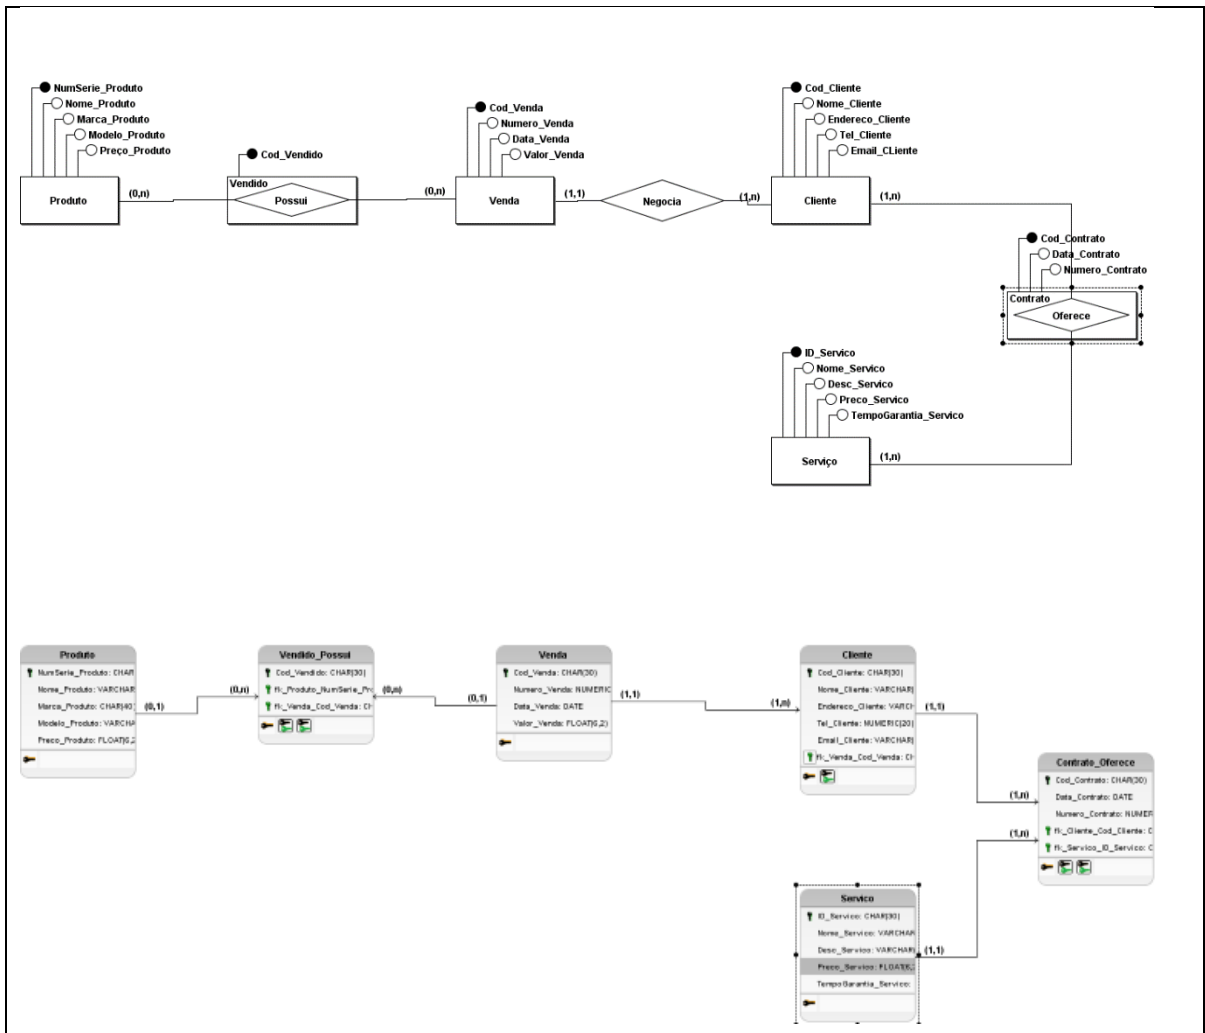 NumSerie_Produto
Nome_Produto
Marca_Produto
Modelo_Produto
Preço_Produto
Produto
(0,n)
Cod_Vendido
Vendido
Possui
(0,n)
Cod_Venda
Numero_Venda
Data_Venda
Valor_Venda
Venda
(1,1)
Negocia
(1,n)
Cod_Cliente
Nome_Cliente
Endereco_Cliente
Tel_Cliente
Email_CLiente
Cliente
(1,n)
Cod_Contrato
Data_Contrato
Numero_Contrato
Contrato
Oferece
ID_Servico
Nome_Servico
Desc_Servico
Preco_Servico
TempoGarantia_Servico
Serviço
(1,n)
Produto
NumSerie_Produto: CHAR
Nome_Produto: VARCHAR
Marca_Produto: CHAR(40)
Modelo_Produto: VARCHA
Preco_Produto: FLOAT(6,2
(0,1)
(0,n)
Vendido_Possui
Cod_Vendido: CHAR(30)
fk_Produto_NumSerie_Pro
fk_Venda_Cod_Venda: CH
(0,n)
(0,1)
Venda
Cod_Venda: CHAR(30)
Numero_Venda: NUMERIC
Data_Venda: DATE
Valor_Venda: FLOAT(6,2)
(1,1)
(1,n)
Cliente
Cod_Cliente: CHAR(30)
Nome_Cliente: VARCHAR(
Endereco_Cliente: VARCH
Tel_Cliente: NUMERIC(20)
Email_Cliente: VARCHAR(
fk_Venda_Cod_Venda: CH
(1,1)
(1,n)
Contrato_Oferece
Cod_Contrato: CHAR(30)
Data_Contrato: DATE
Numero_Contrato: NUMER
fk_Cliente_Cod_Cliente: C
fk_Servico_ID_Servico: C
(1,n)
Servico
ID_Servico: CHAR(30)
Nome_Servico: VARCHAR
Desc_Servico: VARCHAR(
Preco_Servico: FLOAT(6,2
TempoGarantia_Servico:
(1,1)